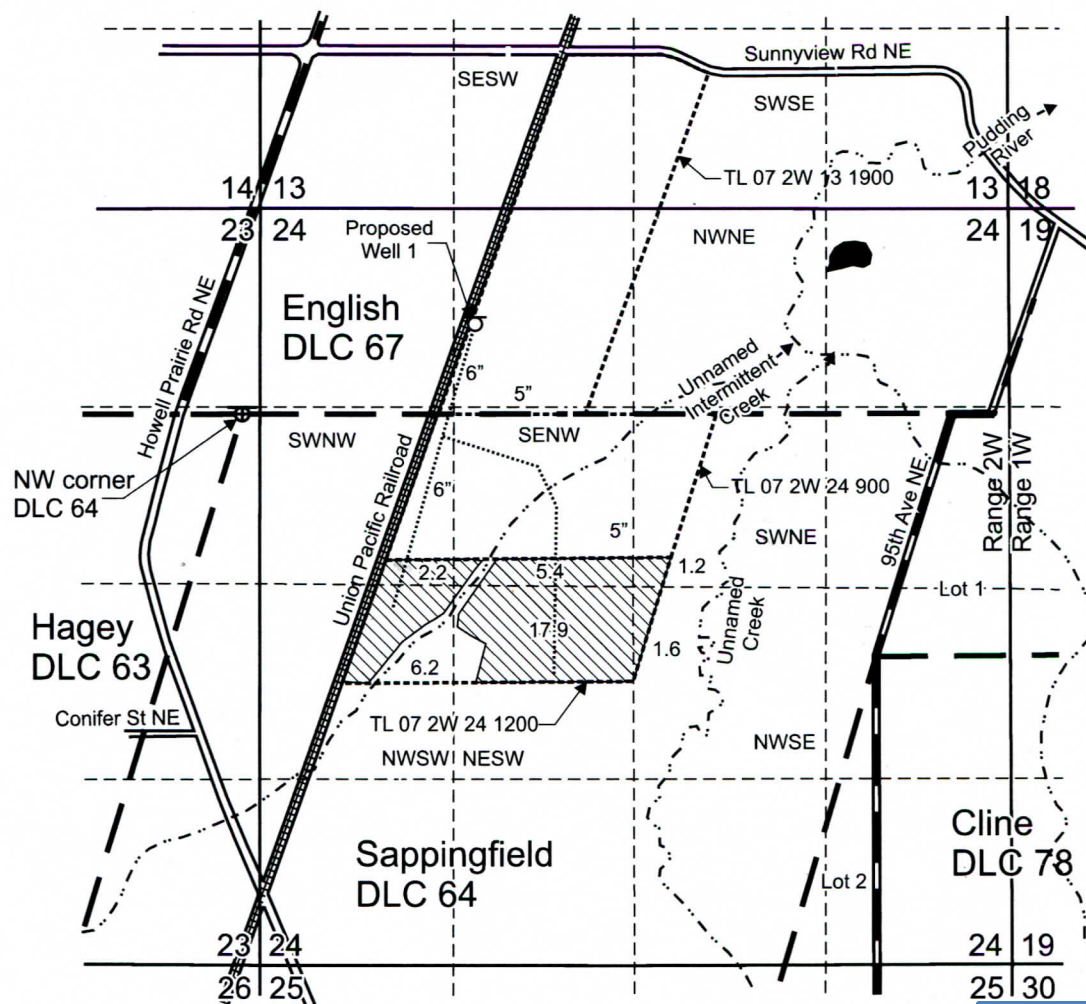 Sunnyview Rd NE
SESW
SWSE
Pudding
River
TL 07 2W 13 1900
14 13
23 24
13 18
24 19
Proposed
Well 1
NWNE
Howell Prairie Rd NE
English
DLC 67
6"
5"
Unnamed
Intermittent
Creek
SWNW
SENW
NW corner
DLC 64
TL 07 2W 24 900
Range 2W
Range 1W
6"
5"
95th Ave NE
SWNE
Union Pacific Railroad
2.2
5.4
1.2
Lot 1
Hagey
DLC 63
17.9
1.6
Unnamed
Creek
6.2
Conifer St NE
TL 07 2W 24 1200
NWSW NESW
NWSE
Sappingfield
DLC 64
Cline
DLC 78
Lot 2
23 24
26 25
24 19
25 30